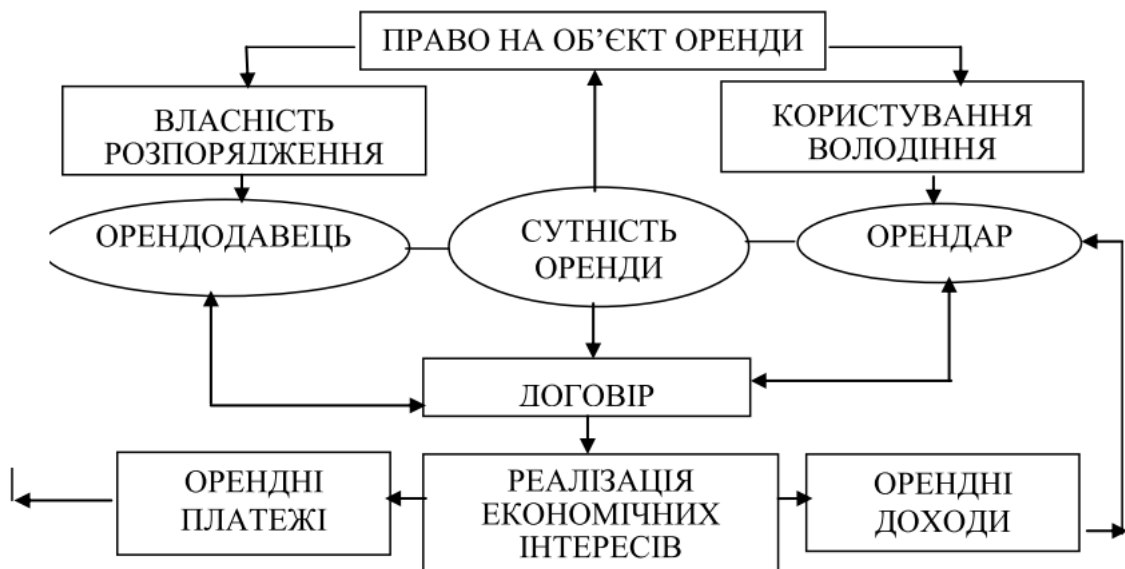 ПРАВО НА ОБ’ЄКТ ОРЕНДИ
ВЛАСНІСТЬ
РОЗПОРЯДЖЕННЯ
КОРИСТУВАННЯ
ВОЛОДІННЯ
ОРЕНДОДАВЕЦЬ
СУТНІСТЬ
ОРЕНДИ
ОРЕНДАР
ДОГОВІР
ОРЕНДНІ
ПЛАТЕЖІ
РЕАЛІЗАЦІЯ
ЕКОНОМІЧНИХ
ІНТЕРЕСІВ
ОРЕНДНІ
ДОХОДИ